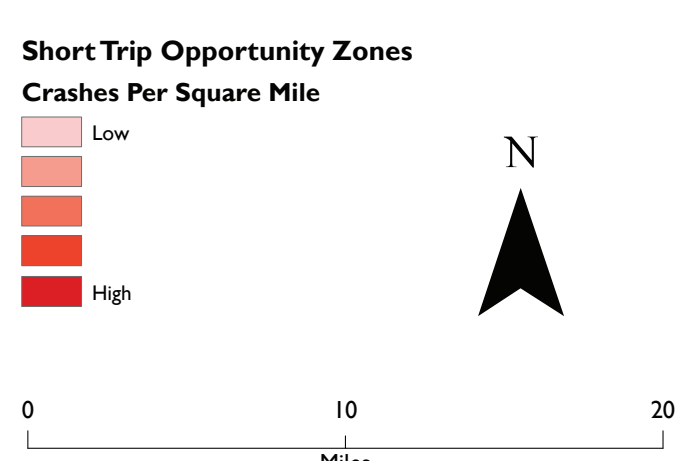 Short Trip Opportunity Zones
Crashes Per Square Mile
Low
N
High
0 10 20
Miles